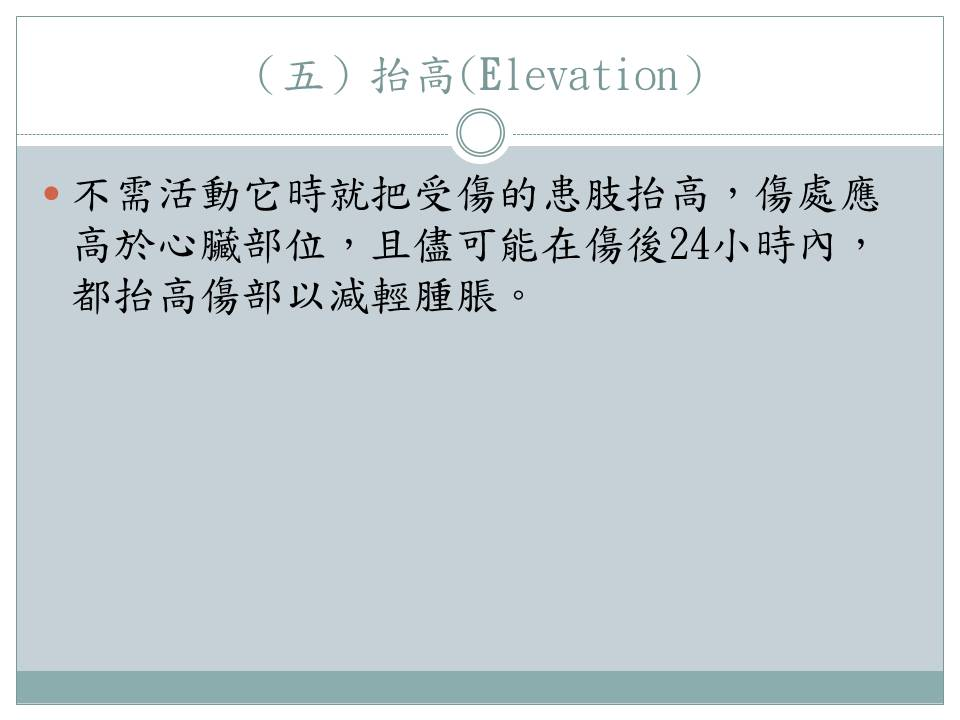 （五）抬高(Elevation）
不需活動它時就把受傷的患肢抬高，傷處應
高於心臟部位，且儘可能在傷後24小時內，
都抬高傷部以減輕腫脹。